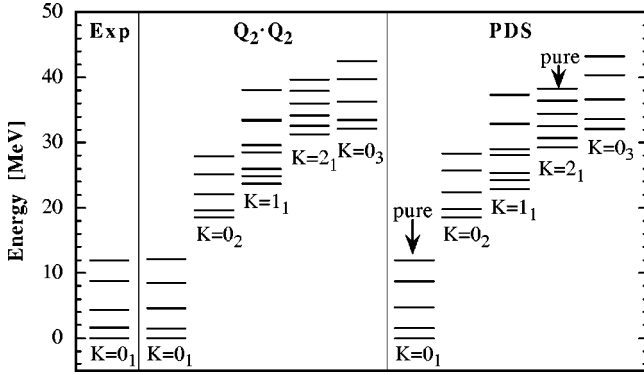 50
40
30
20
10
0
Energy [MeV]
Exp
Q₂·Q₂
PDS
pure
K=2₁
K=0₃
K=0₃
K=1₁
K=2₁
pure
K=1₁
K=0₂
K=0₂
K=0₁
K=0₁
K=0₁